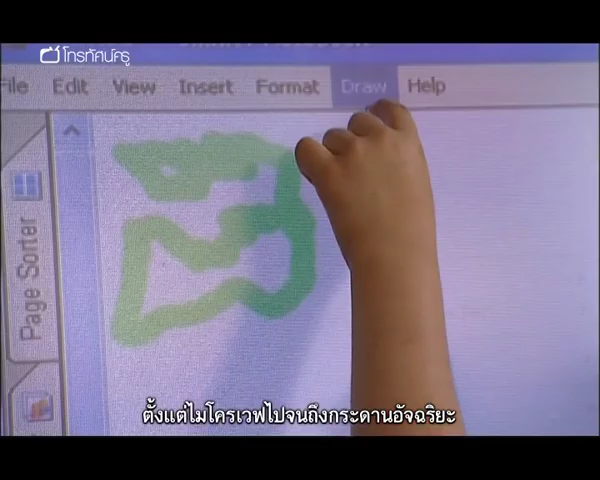 โทรทัศน์ครู
File Edit View Insert Format Draw Help
Page Sorter
ตั้งแต่ไมโครเวฟไปจนถึงกระดานอัจฉริยะ